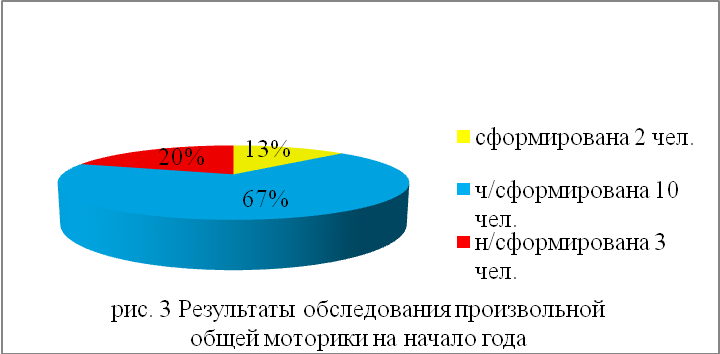 20%
13%
67%
сформирована 2 чел.
ч/сформирована 10
чел.
н/сформирована 3
чел.
рис. 3 Результаты обследования произвольной
общей моторики на начало года